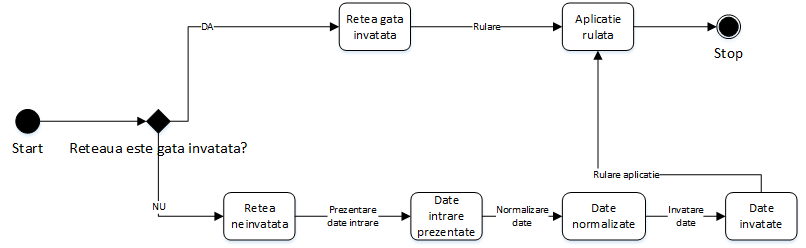 DA
Retea gata
invatata
Rulare
Aplicatie
rulata
Stop
Start
Reteaua este gata invatata?
Rulare aplicatie
NU
Retea
neinvatata
Prezentare
date intrare
Date
intrare
prezentate
Normalizare
date
Date
normalizate
Invatare
date
Date
invatate